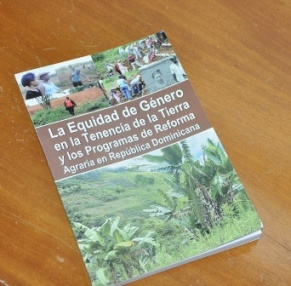 La Equidad de Género
en la Tenencia de la Tierra
y los Programas de Reforma
Agraria en República Dominicana